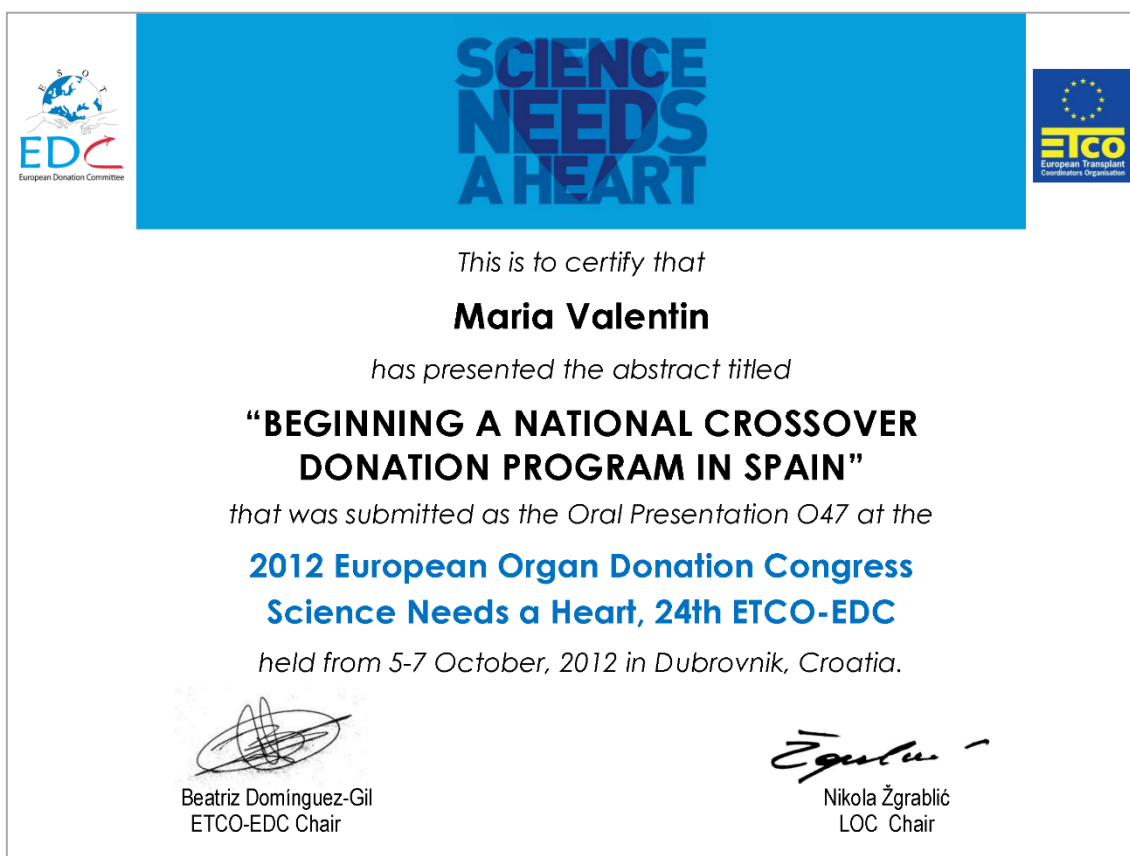 SCIENCE
NEEDS
A HEART
E S O T
EDC
European Donation Committee
ETCO
European Transplant
Coordinators Organisation
This is to certify that
Maria Valentin
has presented the abstract titled
“BEGINNING A NATIONAL CROSSOVER
DONATION PROGRAM IN SPAIN”
that was submitted as the Oral Presentation O47 at the
2012 European Organ Donation Congress
Science Needs a Heart, 24th ETCO-EDC
held from 5-7 October, 2012 in Dubrovnik, Croatia.
Beatriz Domínguez-Gil
ETCO-EDC Chair
Nikola Žgrablić
LOC Chair